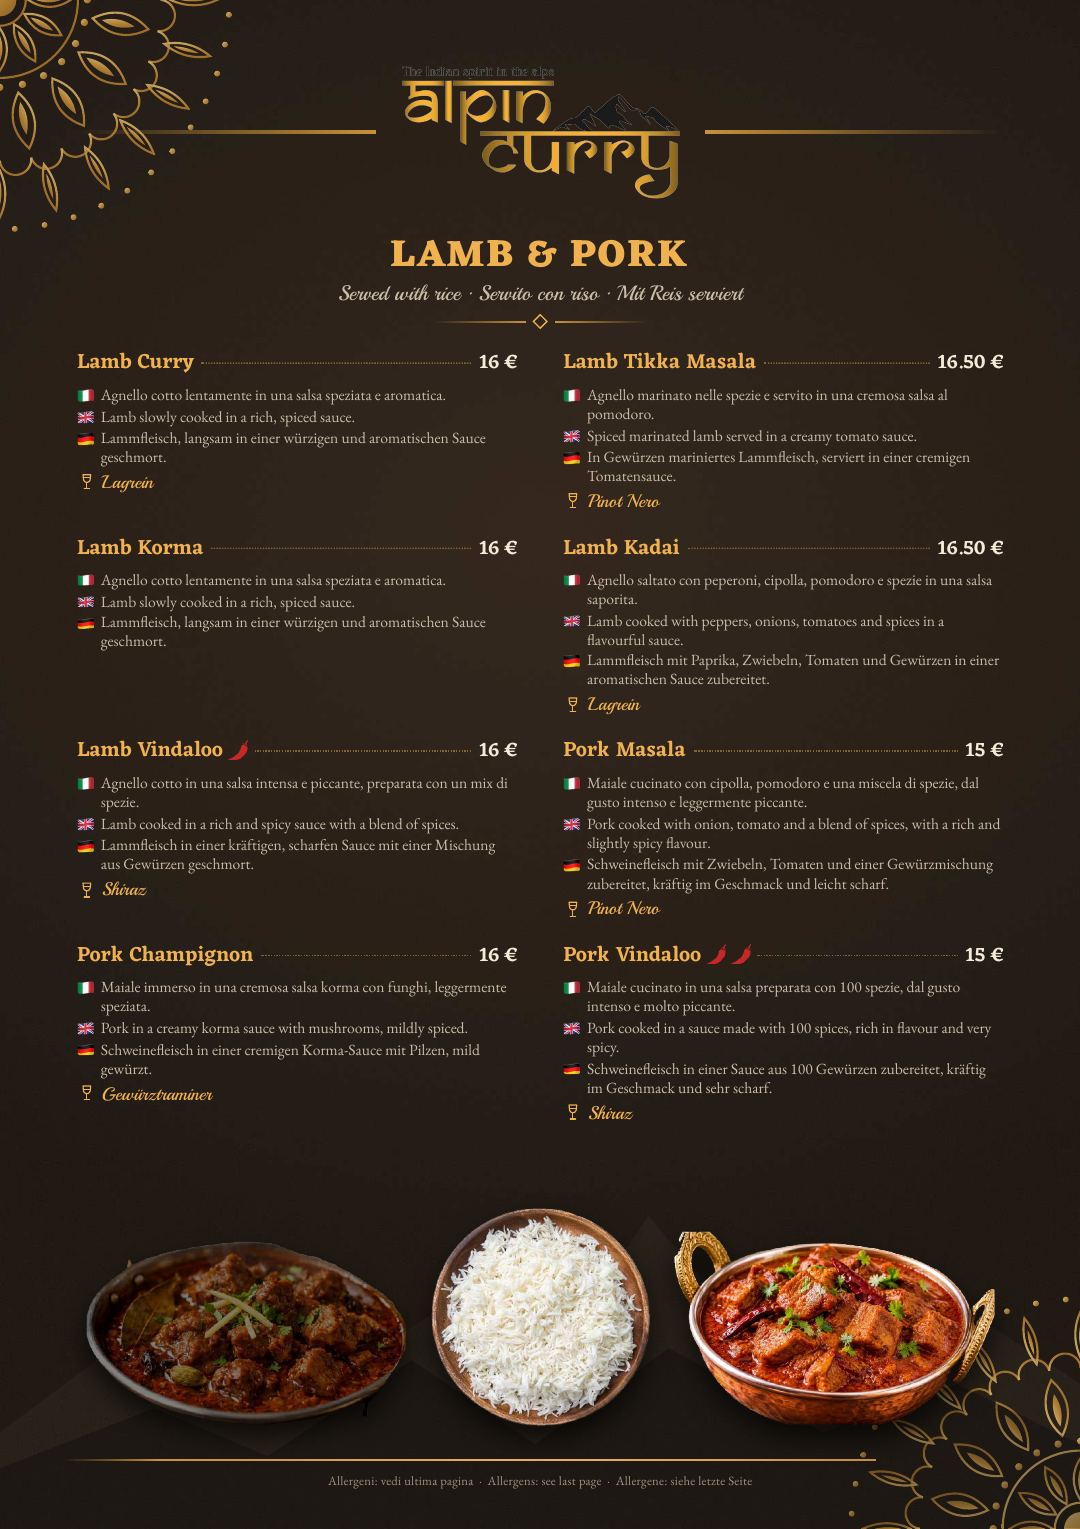 The Indian spirit in the alps
alpin
curry
LAMB & PORK
Served with rice · Servito con riso · Mit Reis serviert
Lamb Curry 16 €
Agnello cotto lentamente in una salsa speziata e aromatica.
Lamb slowly cooked in a rich, spiced sauce.
Lammfleisch, langsam in einer würzigen und aromatischen Sauce
geschmort.
Lagrein
Lamb Tikka Masala 16.50 €
Agnello marinato nelle spezie e servito in una cremosa salsa al
pomodoro.
Spiced marinated lamb served in a creamy tomato sauce.
In Gewürzen mariniertes Lammfleisch, serviert in einer cremigen
Tomatensauce.
Pinot Nero
Lamb Korma 16 €
Agnello cotto lentamente in una salsa speziata e aromatica.
Lamb slowly cooked in a rich, spiced sauce.
Lammfleisch, langsam in einer würzigen und aromatischen Sauce
geschmort.
Lamb Kadai 16.50 €
Agnello saltato con peperoni, cipolla, pomodoro e spezie in una salsa
saporita.
Lamb cooked with peppers, onions, tomatoes and spices in a
flavourful sauce.
Lammfleisch mit Paprika, Zwiebeln, Tomaten und Gewürzen in einer
aromatischen Sauce zubereitet.
Lagrein
Lamb Vindaloo 16 €
Agnello cotto in una salsa intensa e piccante, preparata con un mix di
spezie.
Lamb cooked in a rich and spicy sauce with a blend of spices.
Lammfleisch in einer kräftigen, scharfen Sauce mit einer Mischung
aus Gewürzen geschmort.
Shiraz
Pork Masala 15 €
Maiale cucinato con cipolla, pomodoro e una miscela di spezie, dal
gusto intenso e leggermente piccante.
Pork cooked with onion, tomato and a blend of spices, with a rich and
slightly spicy flavour.
Schweinefleisch mit Zwiebeln, Tomaten und einer Gewürzmischung
zubereitet, kräftig im Geschmack und leicht scharf.
Pinot Nero
Pork Champignon 16 €
Maiale immerso in una cremosa salsa korma con funghi, leggermente
speziata.
Pork in a creamy korma sauce with mushrooms, mildly spiced.
Schweinefleisch in einer cremigen Korma-Sauce mit Pilzen, mild
gewürzt.
Gewürztraminer
Pork Vindaloo 15 €
Maiale cucinato in una salsa preparata con 100 spezie, dal gusto
intenso e molto piccante.
Pork cooked in a sauce made with 100 spices, rich in flavour and very
spicy.
Schweinefleisch in einer Sauce aus 100 Gewürzen zubereitet, kräftig
im Geschmack und sehr scharf.
Shiraz
Allergeni: vedi ultima pagina · Allergens: see last page · Allergene: siehe letzte Seite